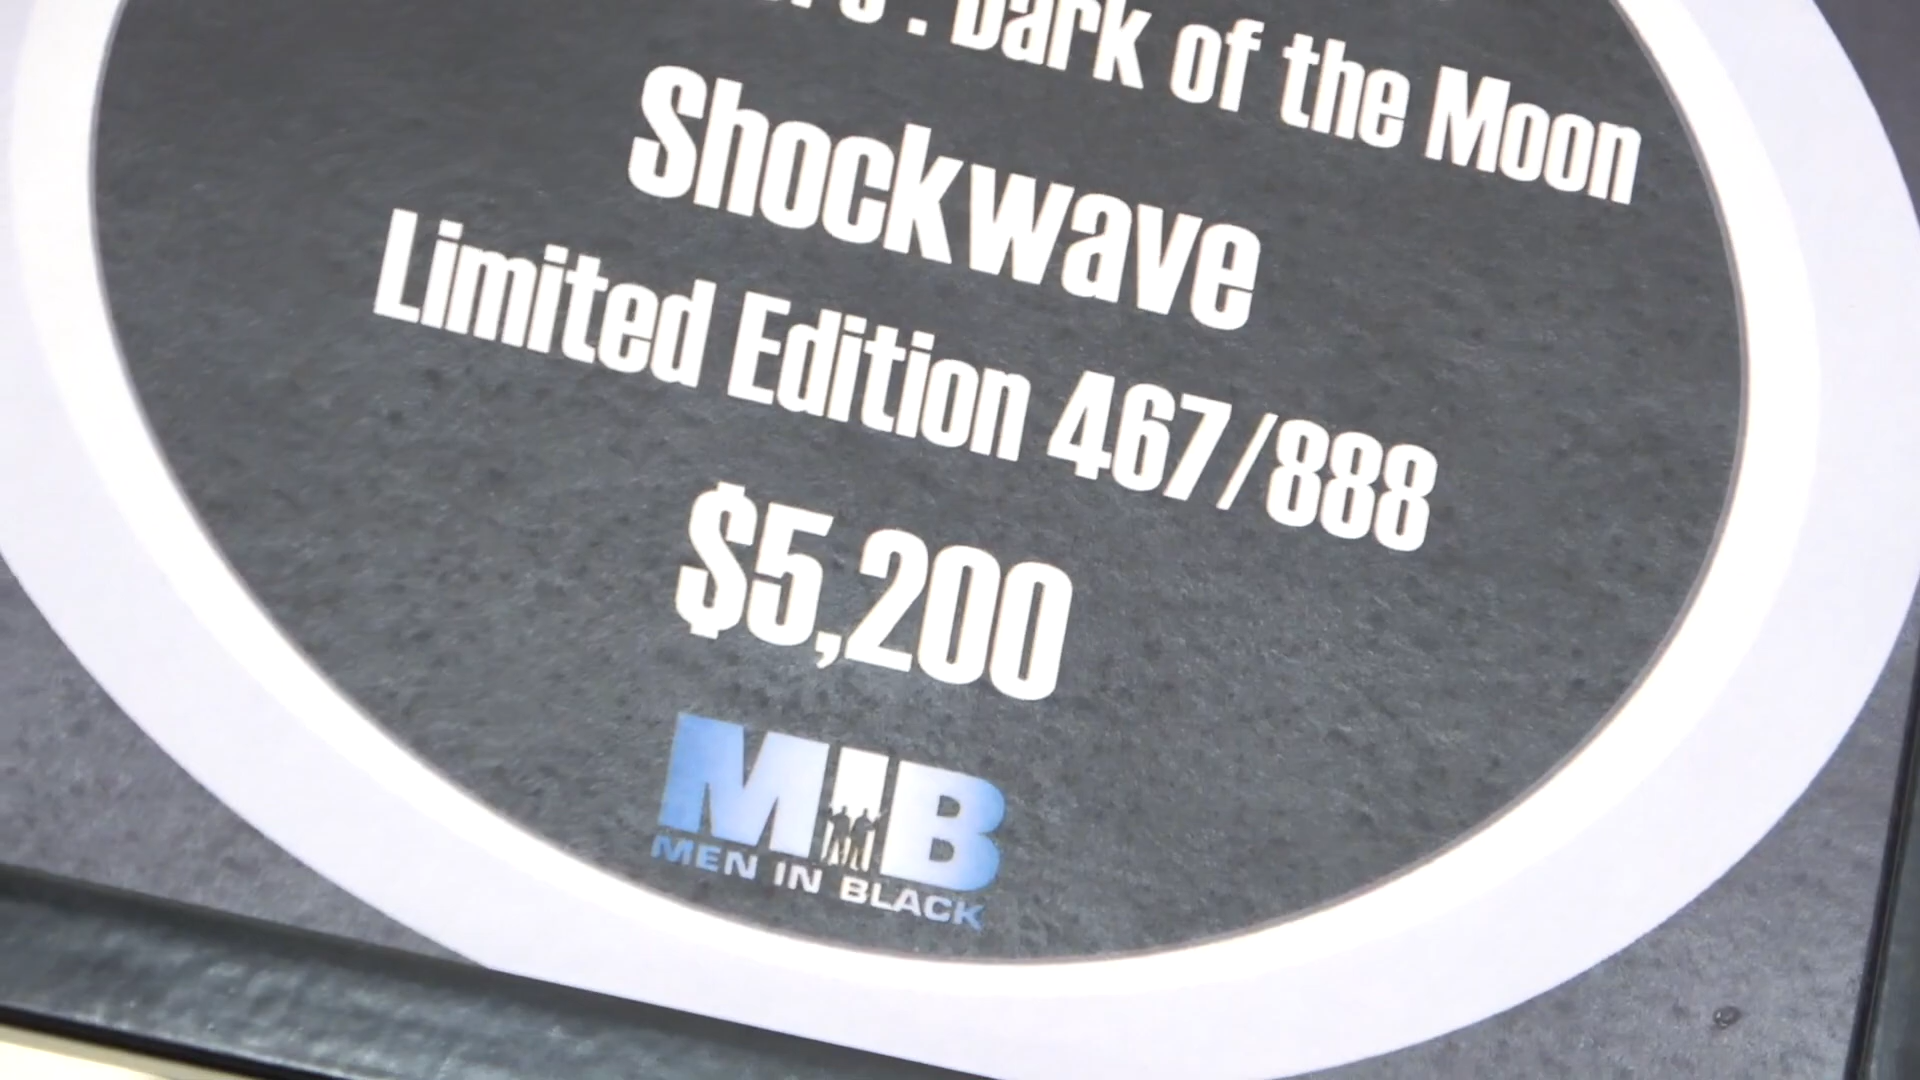 : Dark of the Moon
Shockwave
Limited Edition 467/888
$5,200
MIB
MEN IN BLACK